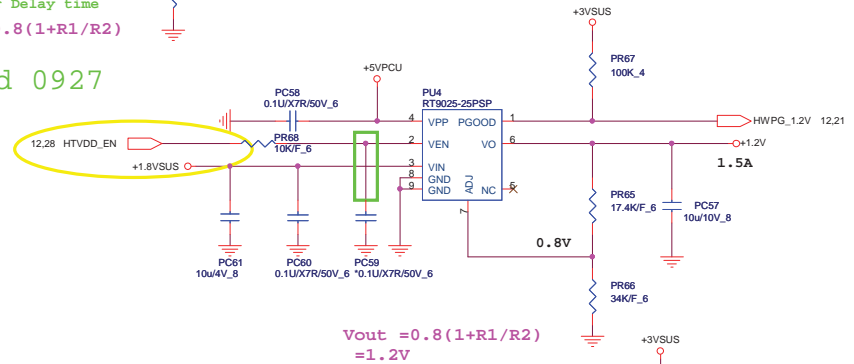 r Delay time
.8(1+R1/R2)
d 0927
+3VSUS
PR67
100K_4
+5VPCU
PC58
0.1U/X7R/50V_6
PU4
RT9025-25PSP
4 VPP PGOOD 1
HWPG_1.2V 12,21
12,28 HTVDD_EN
PR68
10K/F_6
2 VEN VO 6
+1.2V
1.5A
+1.8VSUS
3 VIN
8 GND
9 GND
ADJ
NC 5
7
PR65
17.4K/F_6
PC57
10u/10V_8
0.8V
PC61
10u/4V_8
PC60
0.1U/X7R/50V_6
PC59
*0.1U/X7R/50V_6
PR66
34K/F_6
Vout =0.8(1+R1/R2)
=1.2V
+3VSUS